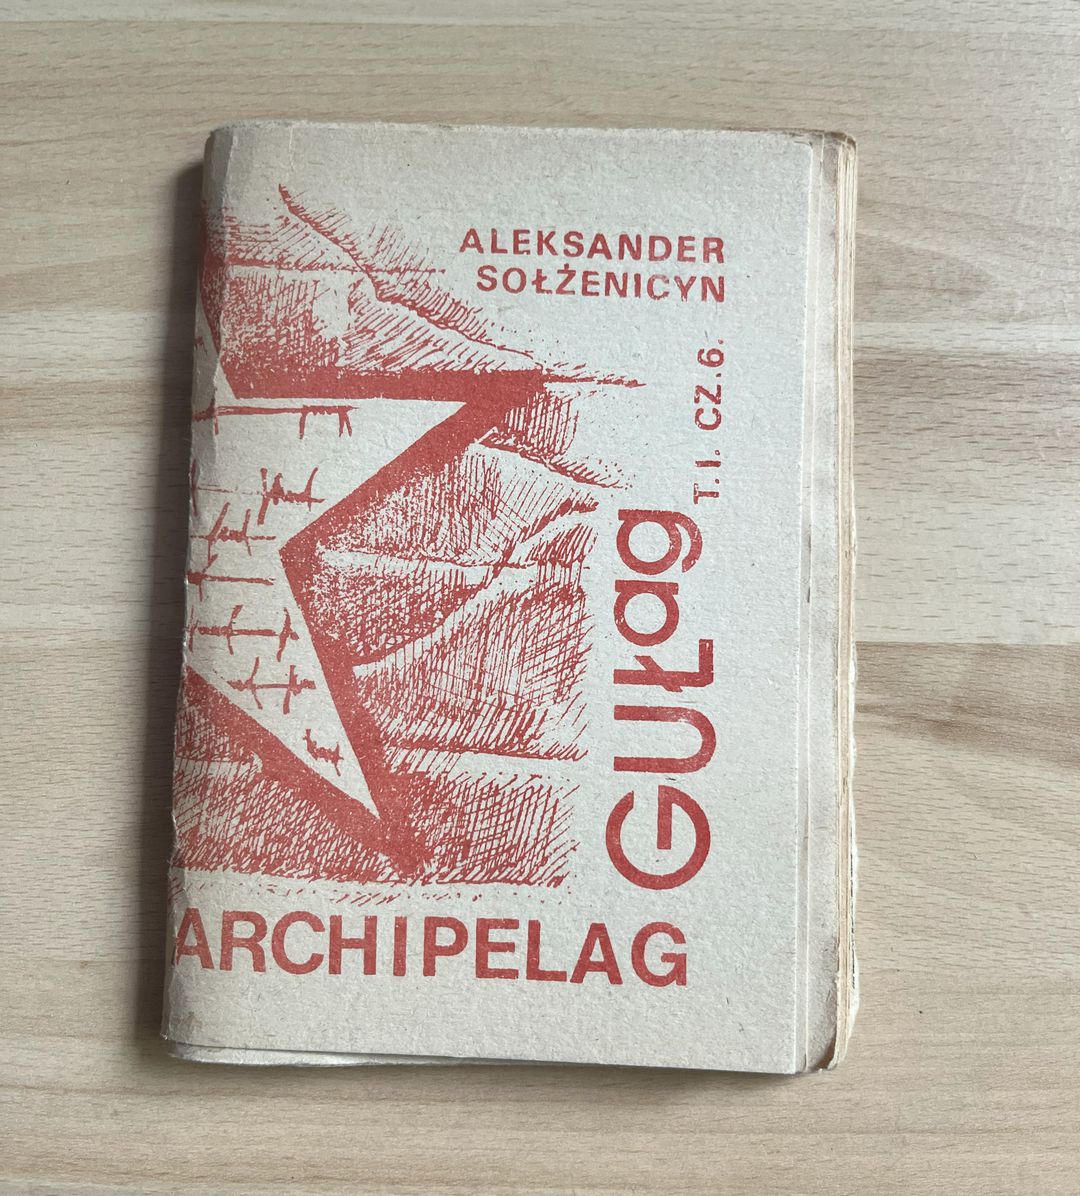 ALEKSANDER
SOŁŻENICYN
T.I. CZ.6.
ARCHIPELAG
GUŁag